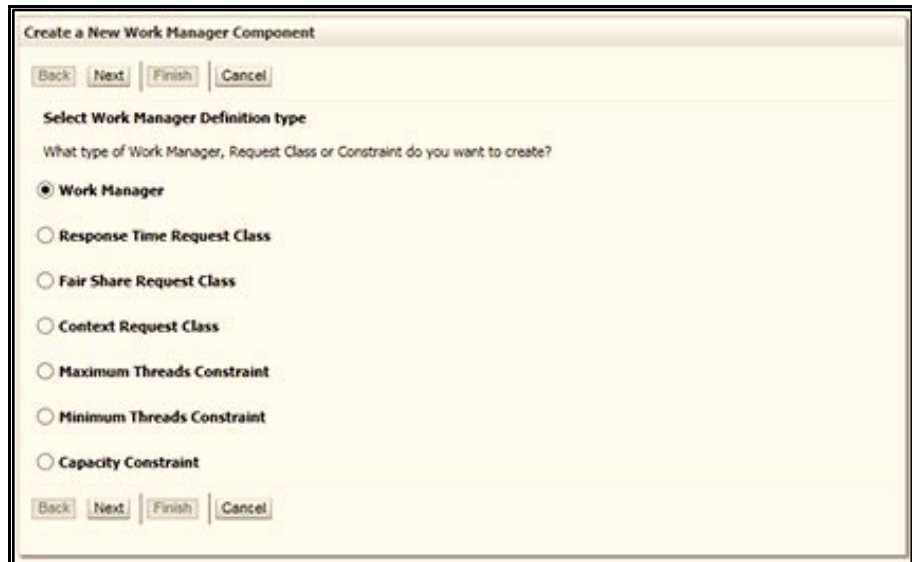 Create a New Work Manager Component
Back Next Finish Cancel
Select Work Manager Definition type
What type of Work Manager, Request Class or Constraint do you want to create?
Work Manager
Response Time Request Class
Fair Share Request Class
Context Request Class
Maximum Threads Constraint
Minimum Threads Constraint
Capacity Constraint
Back Next Finish Cancel